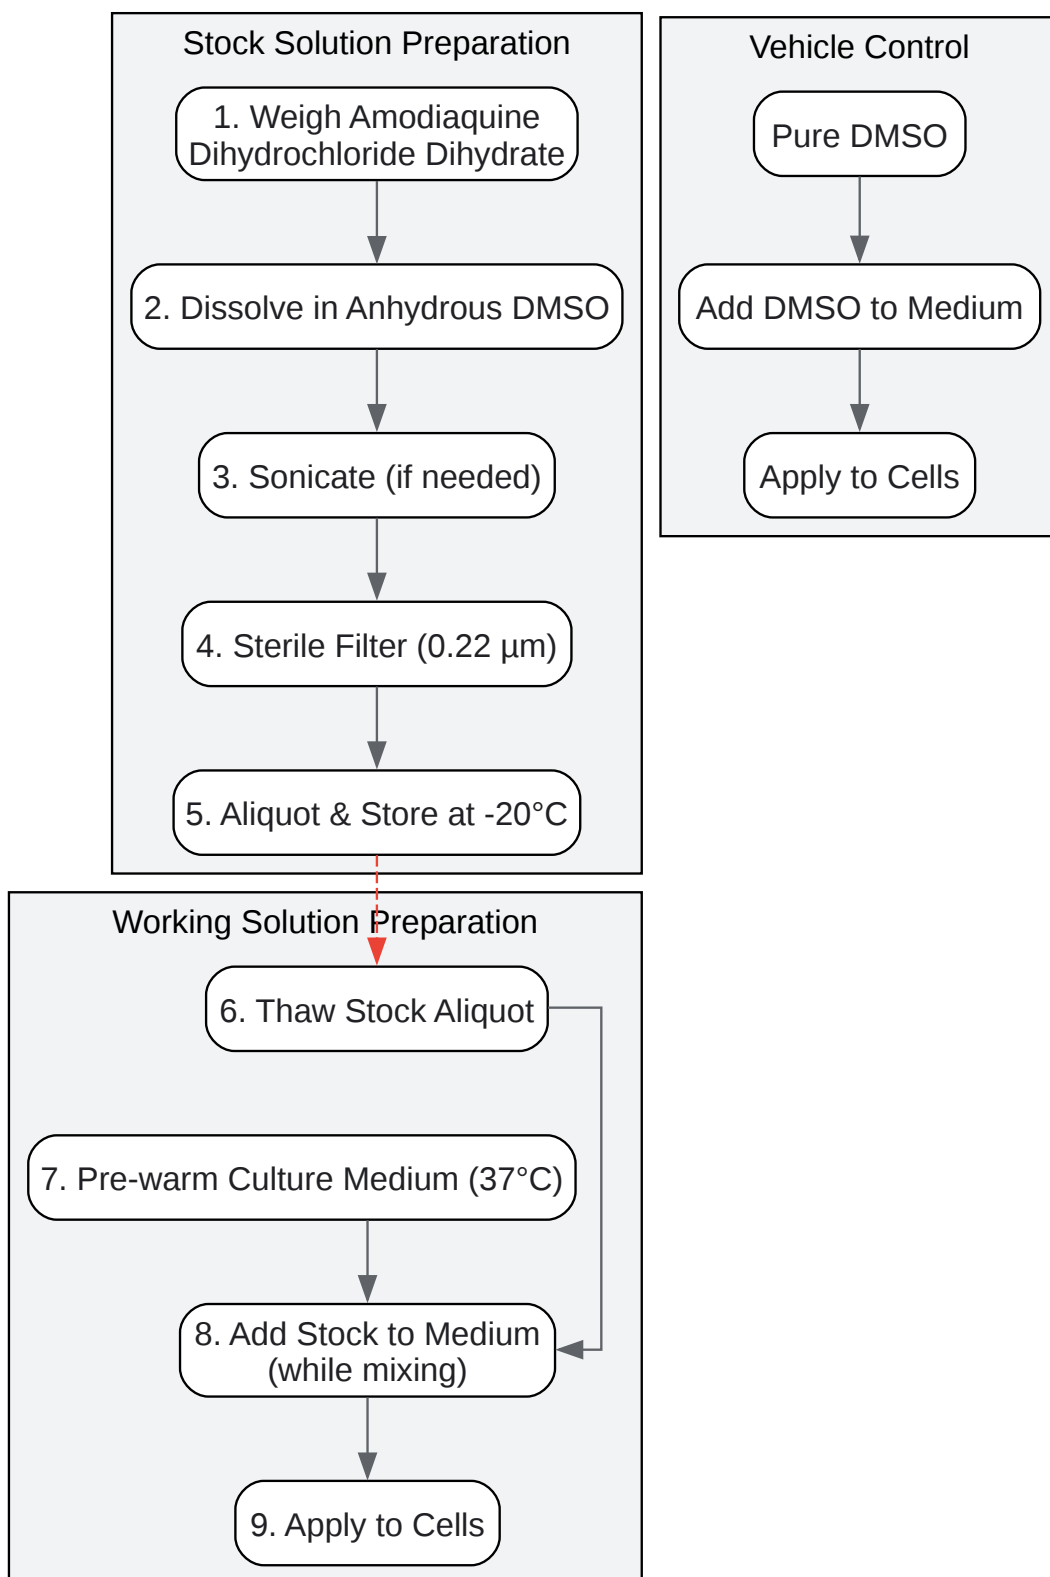 Stock Solution Preparation
1. Weigh Amodiaquine
Dihydrochloride Dihydrate
2. Dissolve in Anhydrous DMSO
3. Sonicate (if needed)
4. Sterile Filter (0.22 µm)
5. Aliquot & Store at -20°C
Working Solution Preparation
6. Thaw Stock Aliquot
7. Pre-warm Culture Medium (37°C)
8. Add Stock to Medium
(while mixing)
9. Apply to Cells
Vehicle Control
Pure DMSO
Add DMSO to Medium
Apply to Cells